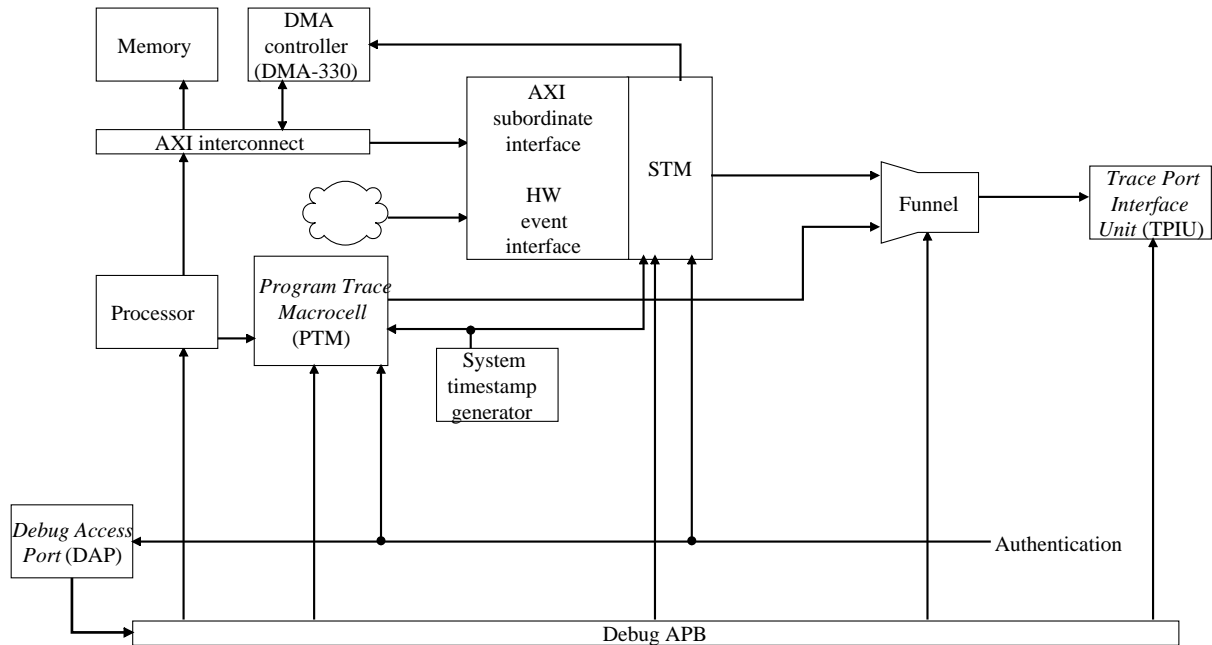 Memory
DMA
controller
(DMA-330)
AXI interconnect
AXI
subordinate
interface
HW
event
interface
STM
Funnel
Trace Port
Interface
Unit (TPIU)
Processor
Program Trace
Macrocell
(PTM)
System
timestamp
generator
Debug Access
Port (DAP)
Authentication
Debug APB